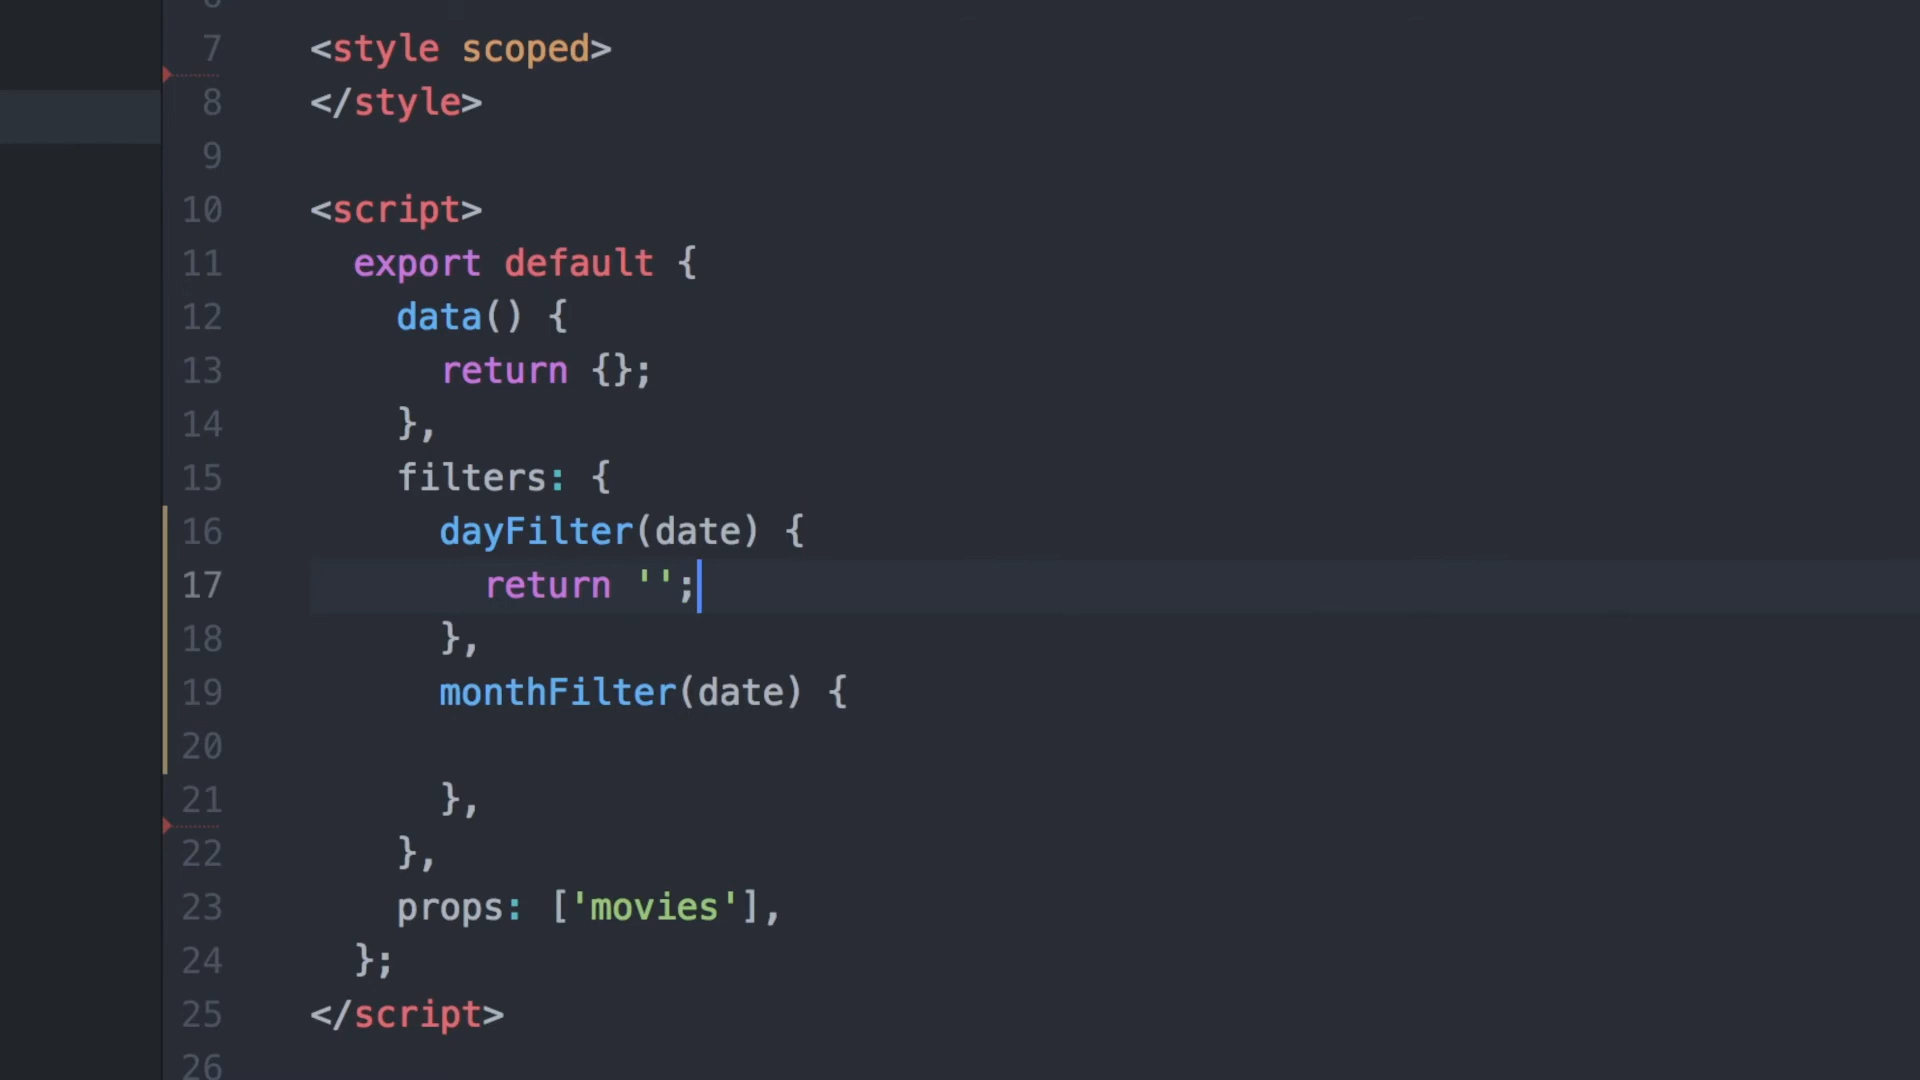 7 <style scoped>
8 </style>
9
10 <script>
11 export default {
12 data() {
13 return {};
14 },
15 filters: {
16 dayFilter(date) {
17 return '';
18 },
19 monthFilter(date) {
20
21 },
22 },
23 props: ['movies'],
24 };
25 </script>
26